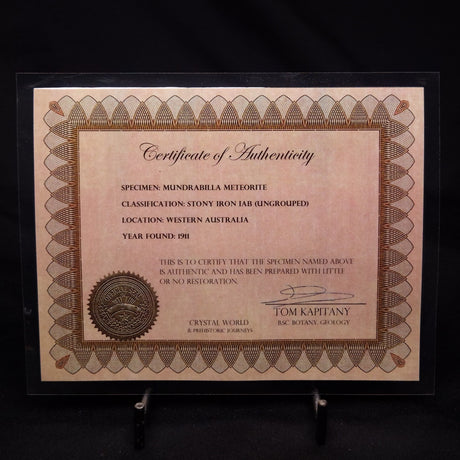 Certificate of Authenticity
SPECIMEN: MUNDRABILLA METEORITE
CLASSIFICATION: STONY IRON IAB (UNGROUPED)
LOCATION: WESTERN AUSTRALIA
YEAR FOUND: 1911
THIS IS TO CERTIFY THAT THE SPECIMEN NAMED ABOVE
IS AUTHENTIC AND HAS BEEN PREPARED WITH LITTLE
OR NO RESTORATION.
TOM KAPITANY
BSC. BOTANY, GEOLOGY
CRYSTAL WORLD
& PREHISTORIC JOURNEYS